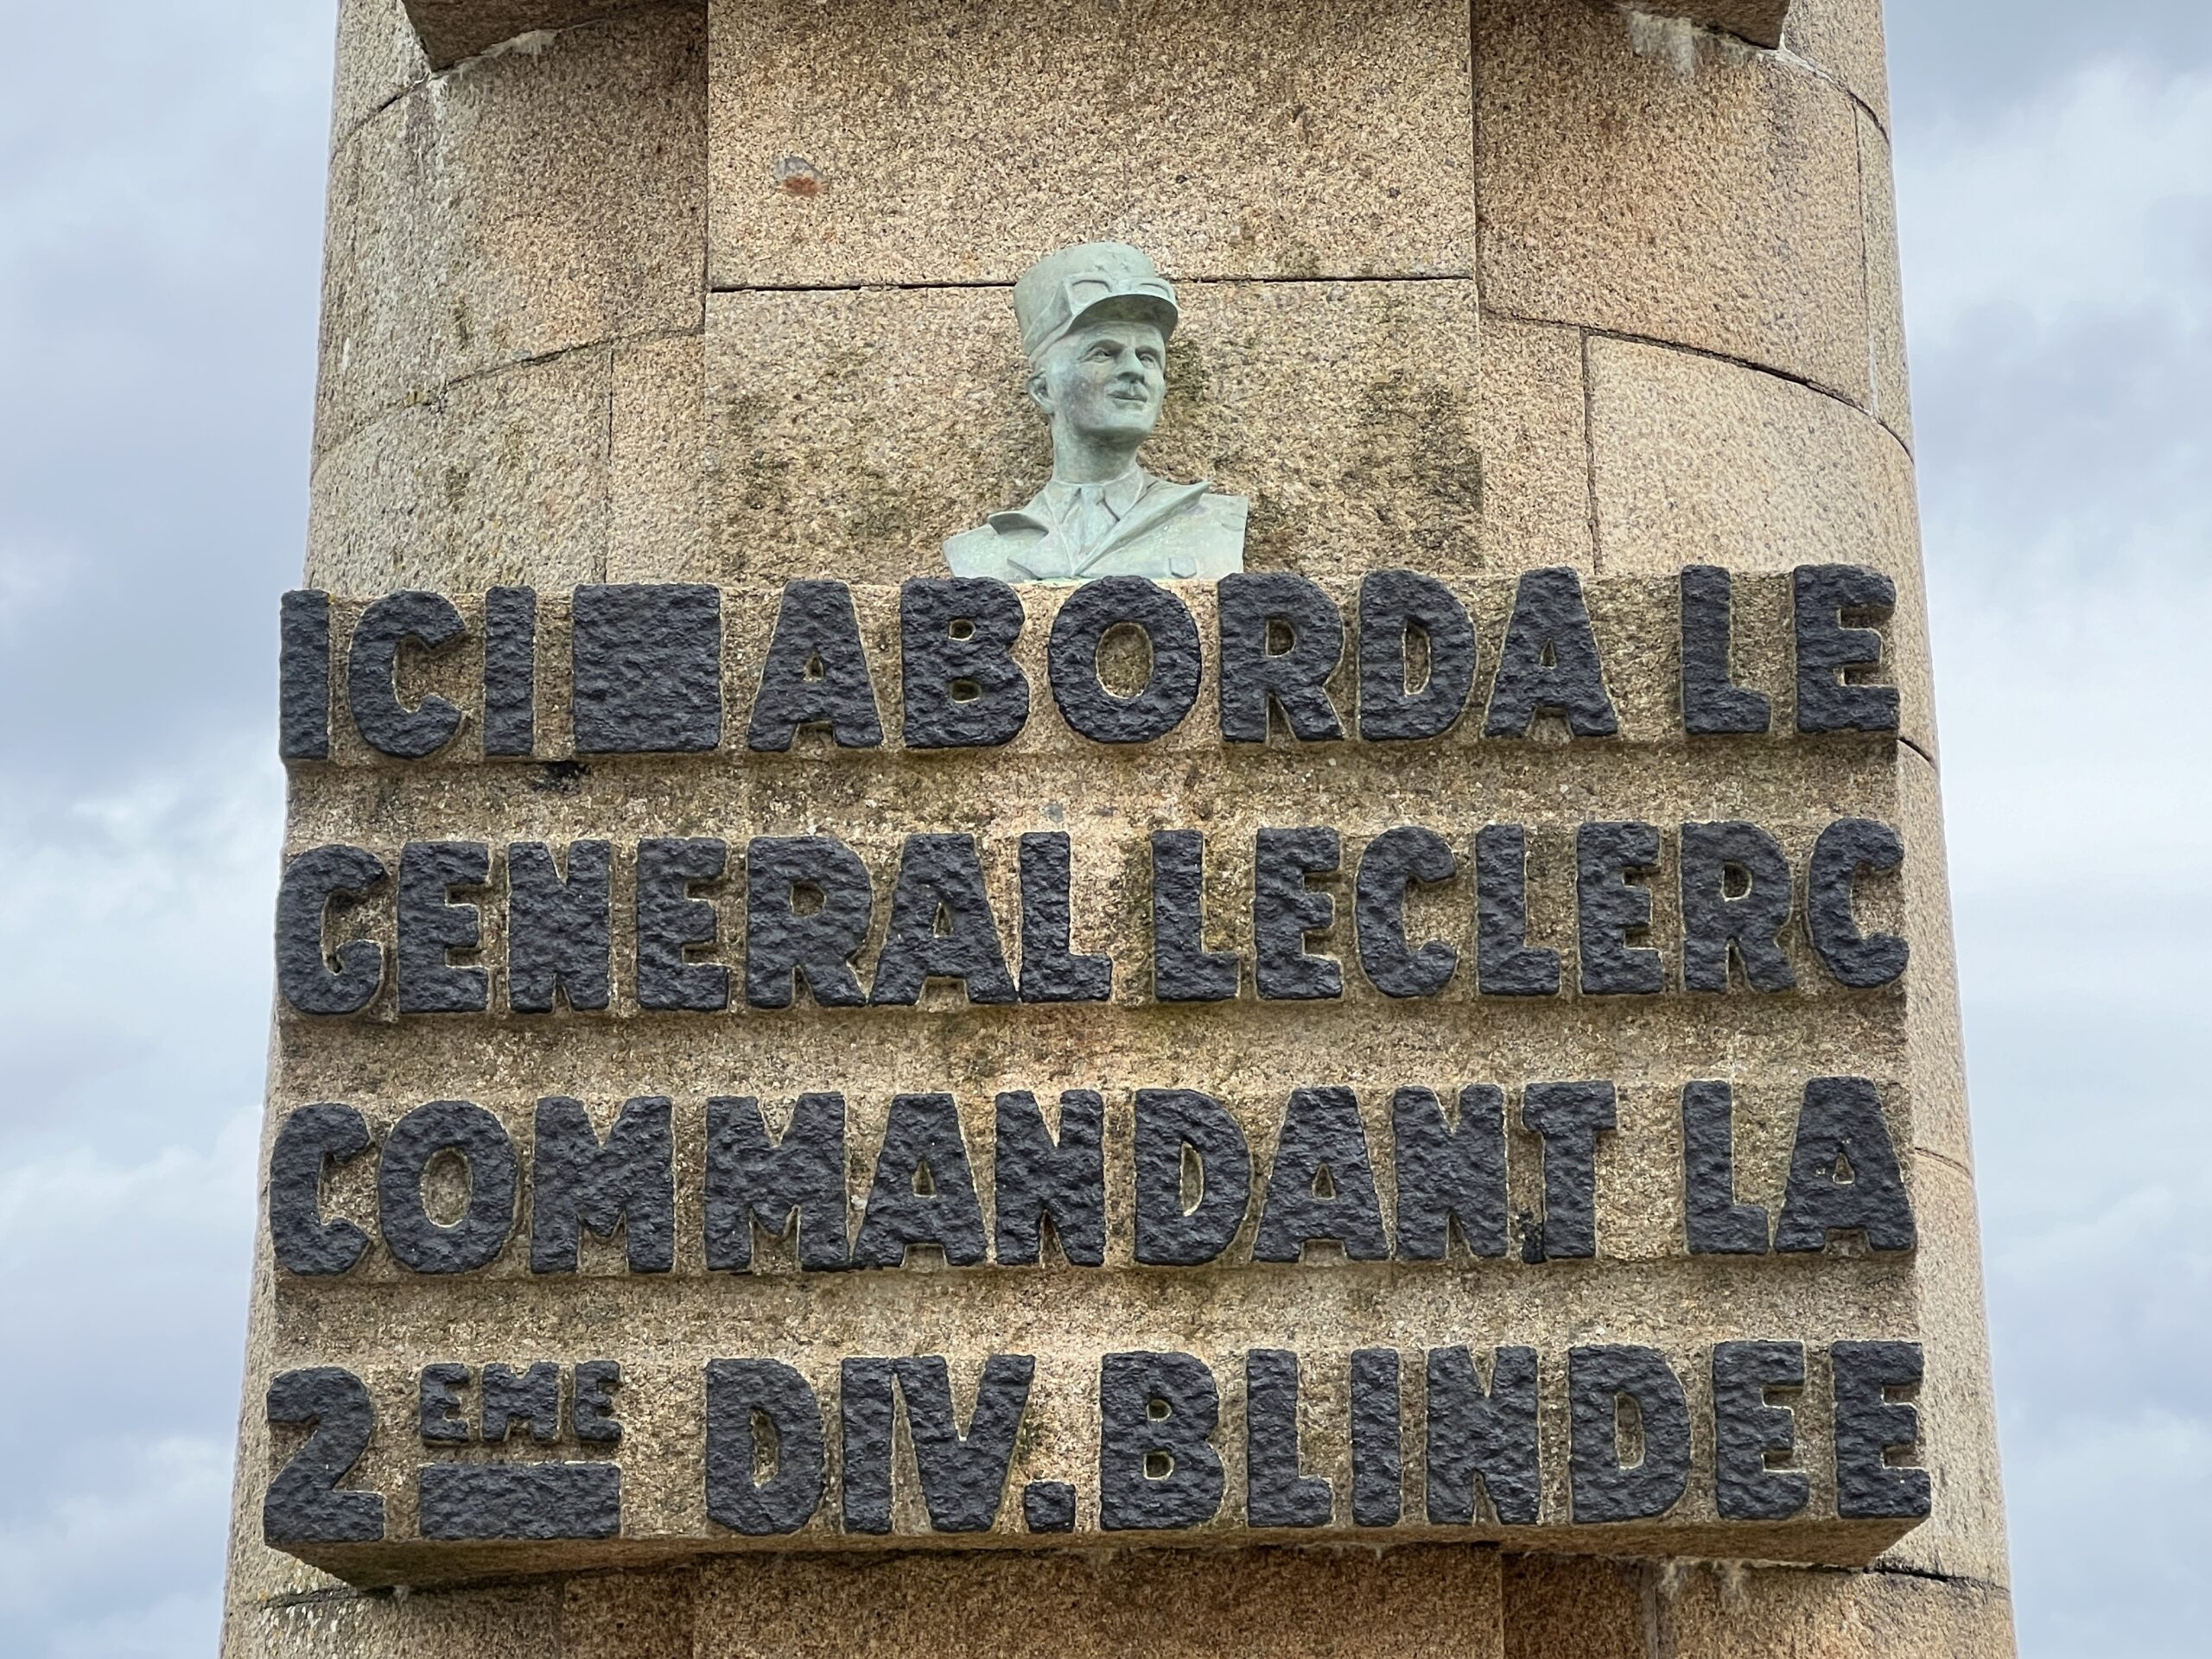 ICI ABORDA LE
GENERAL LECLERC
COMMANDANT LA
2EME DIV. BLINDEE